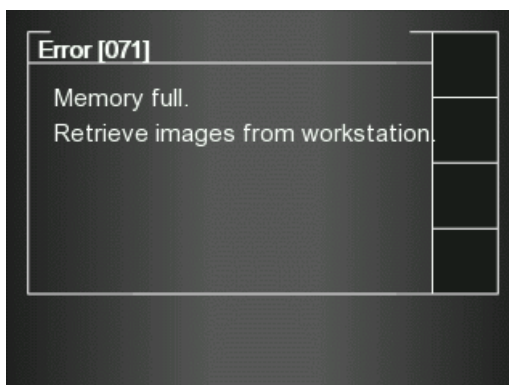 Error [071]
Memory full.
Retrieve images from workstation.